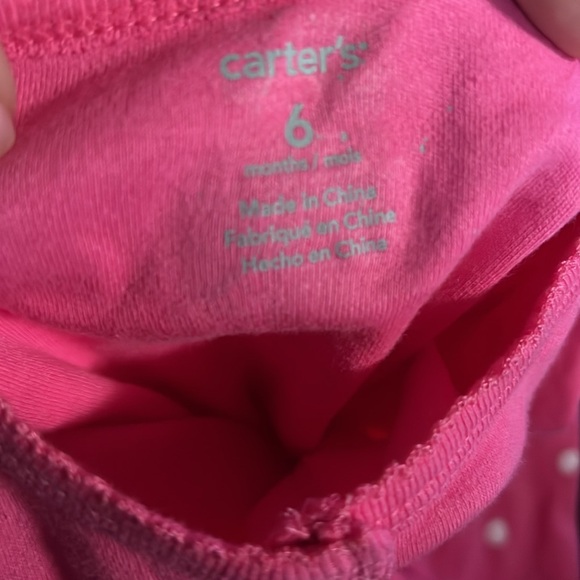 carter's
6
months / mois
Made in China
Fabriqué en Chine
Hecho en China